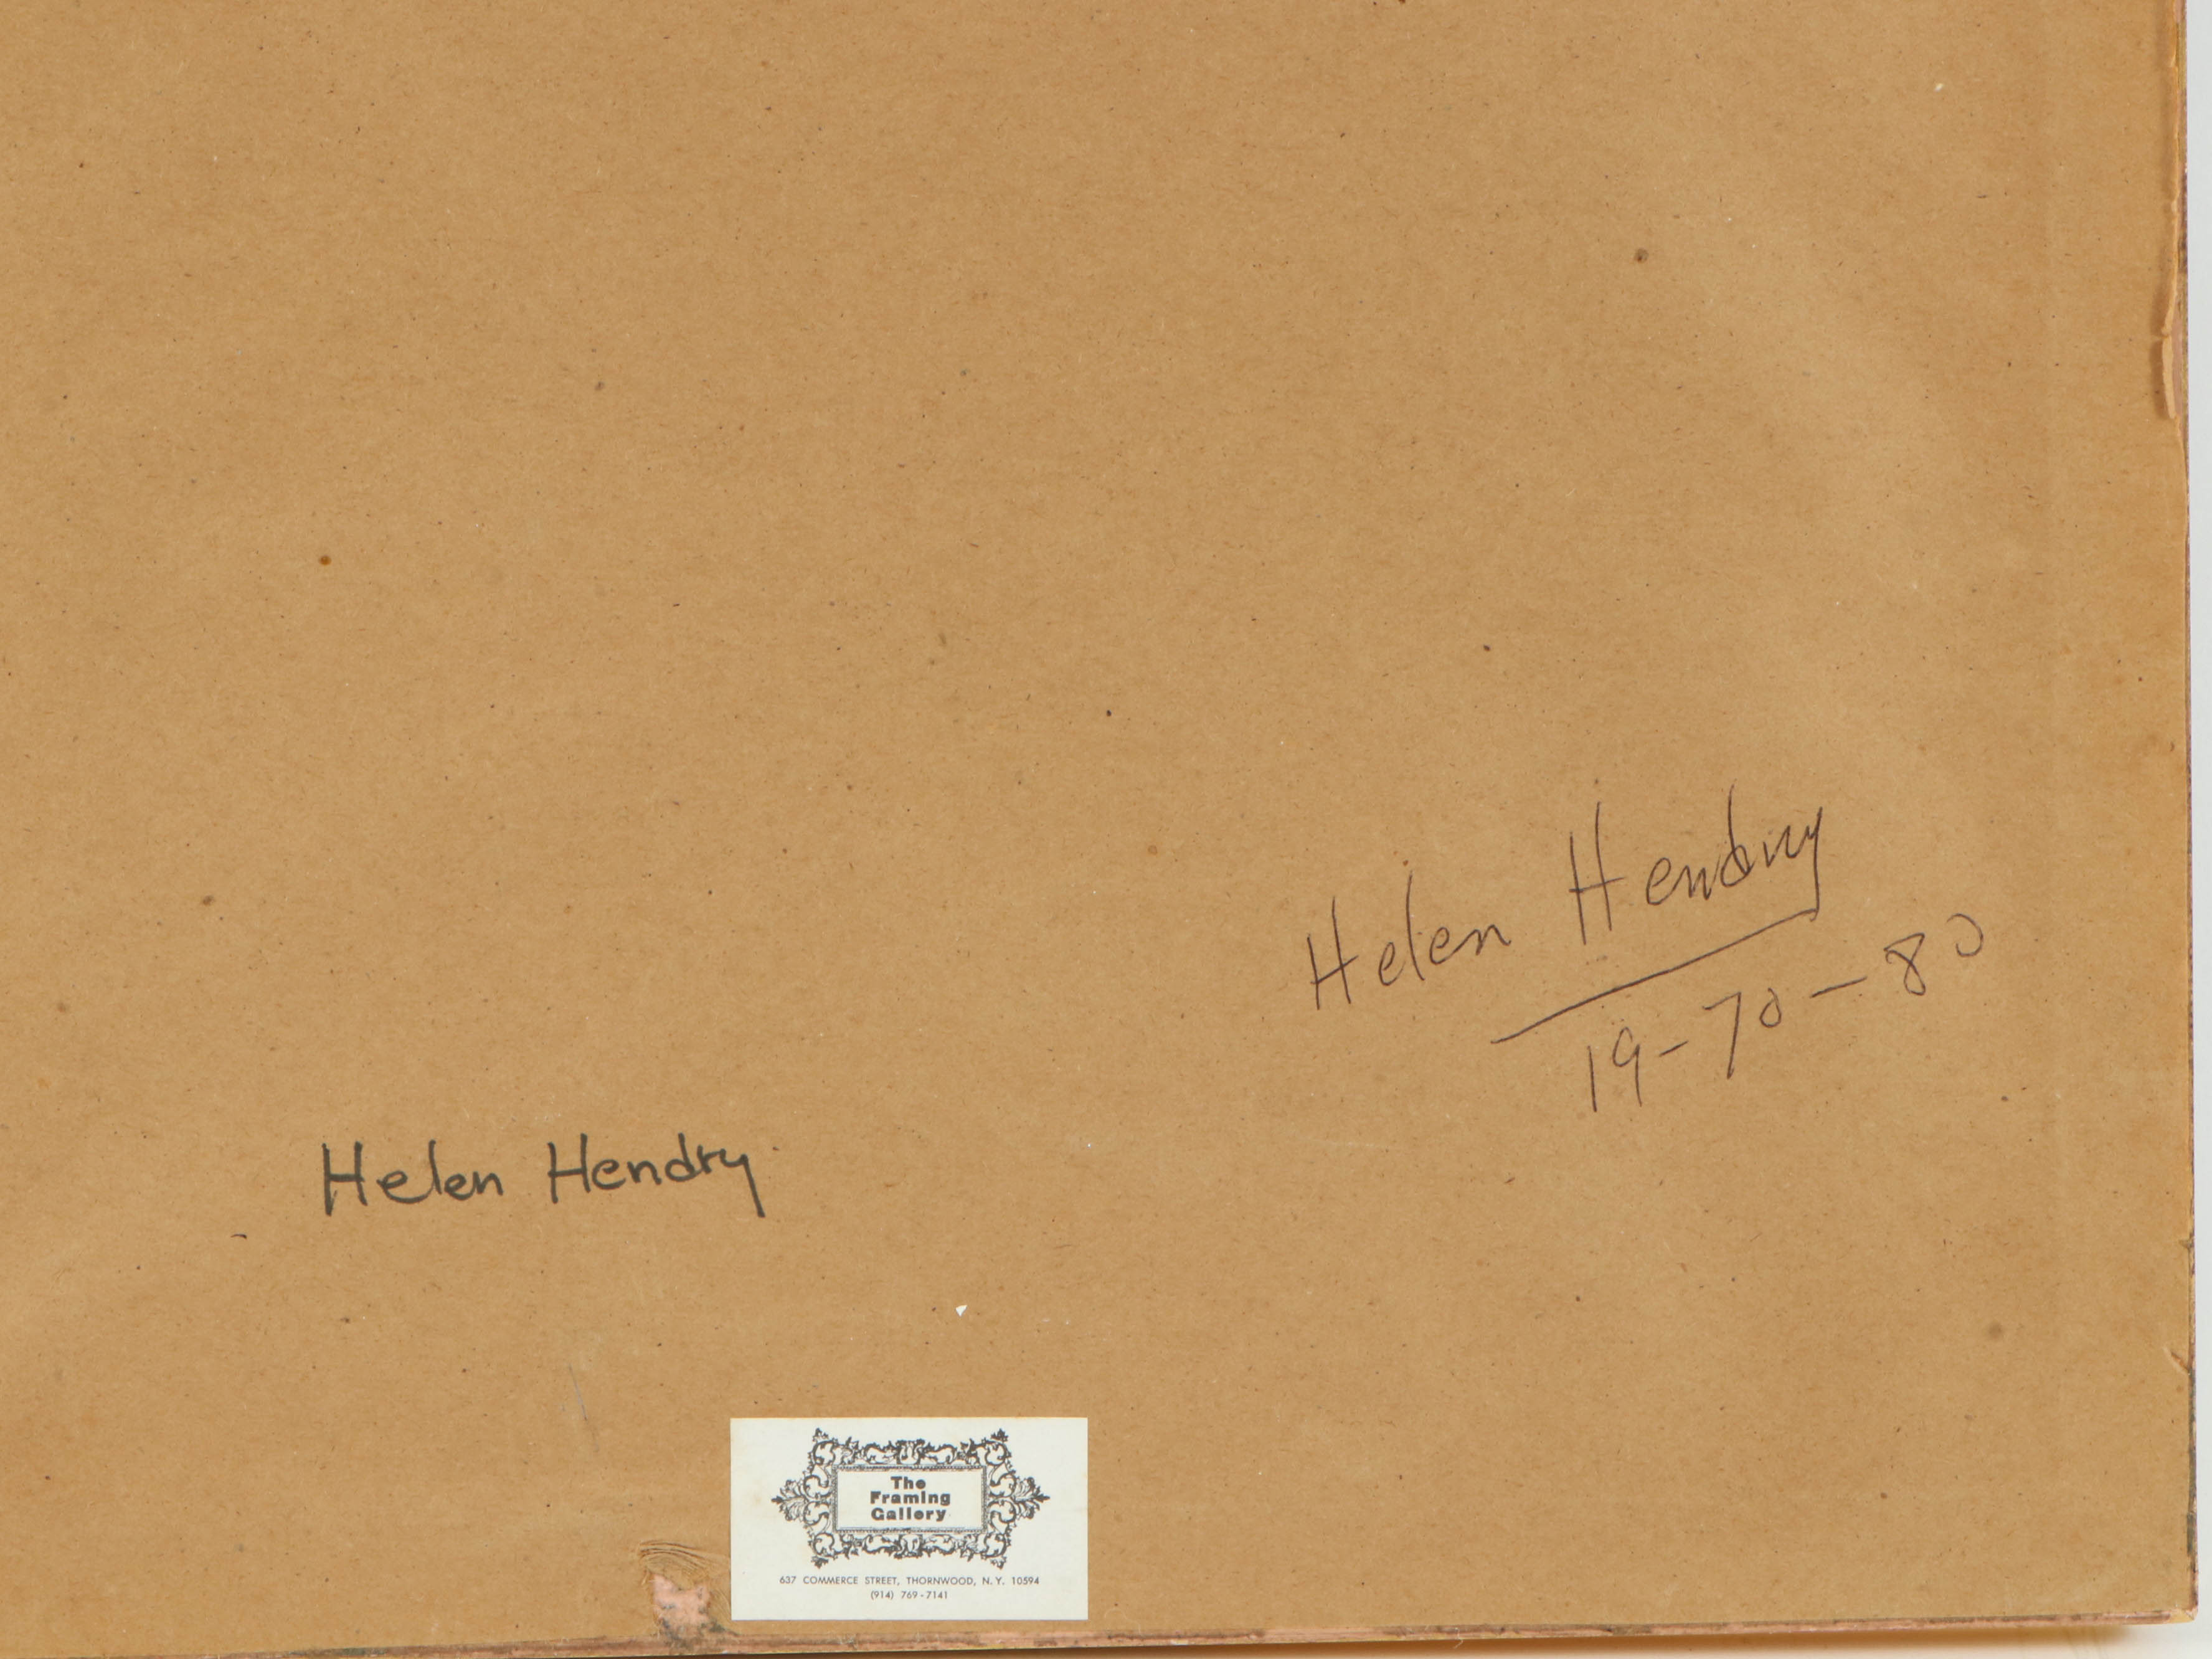 Helen Hendry
19-70-80
Helen Hendry
The
Framing
Gallery
637 COMMERCE STREET, THORNWOOD, N.Y. 10594
(914) 769-7141